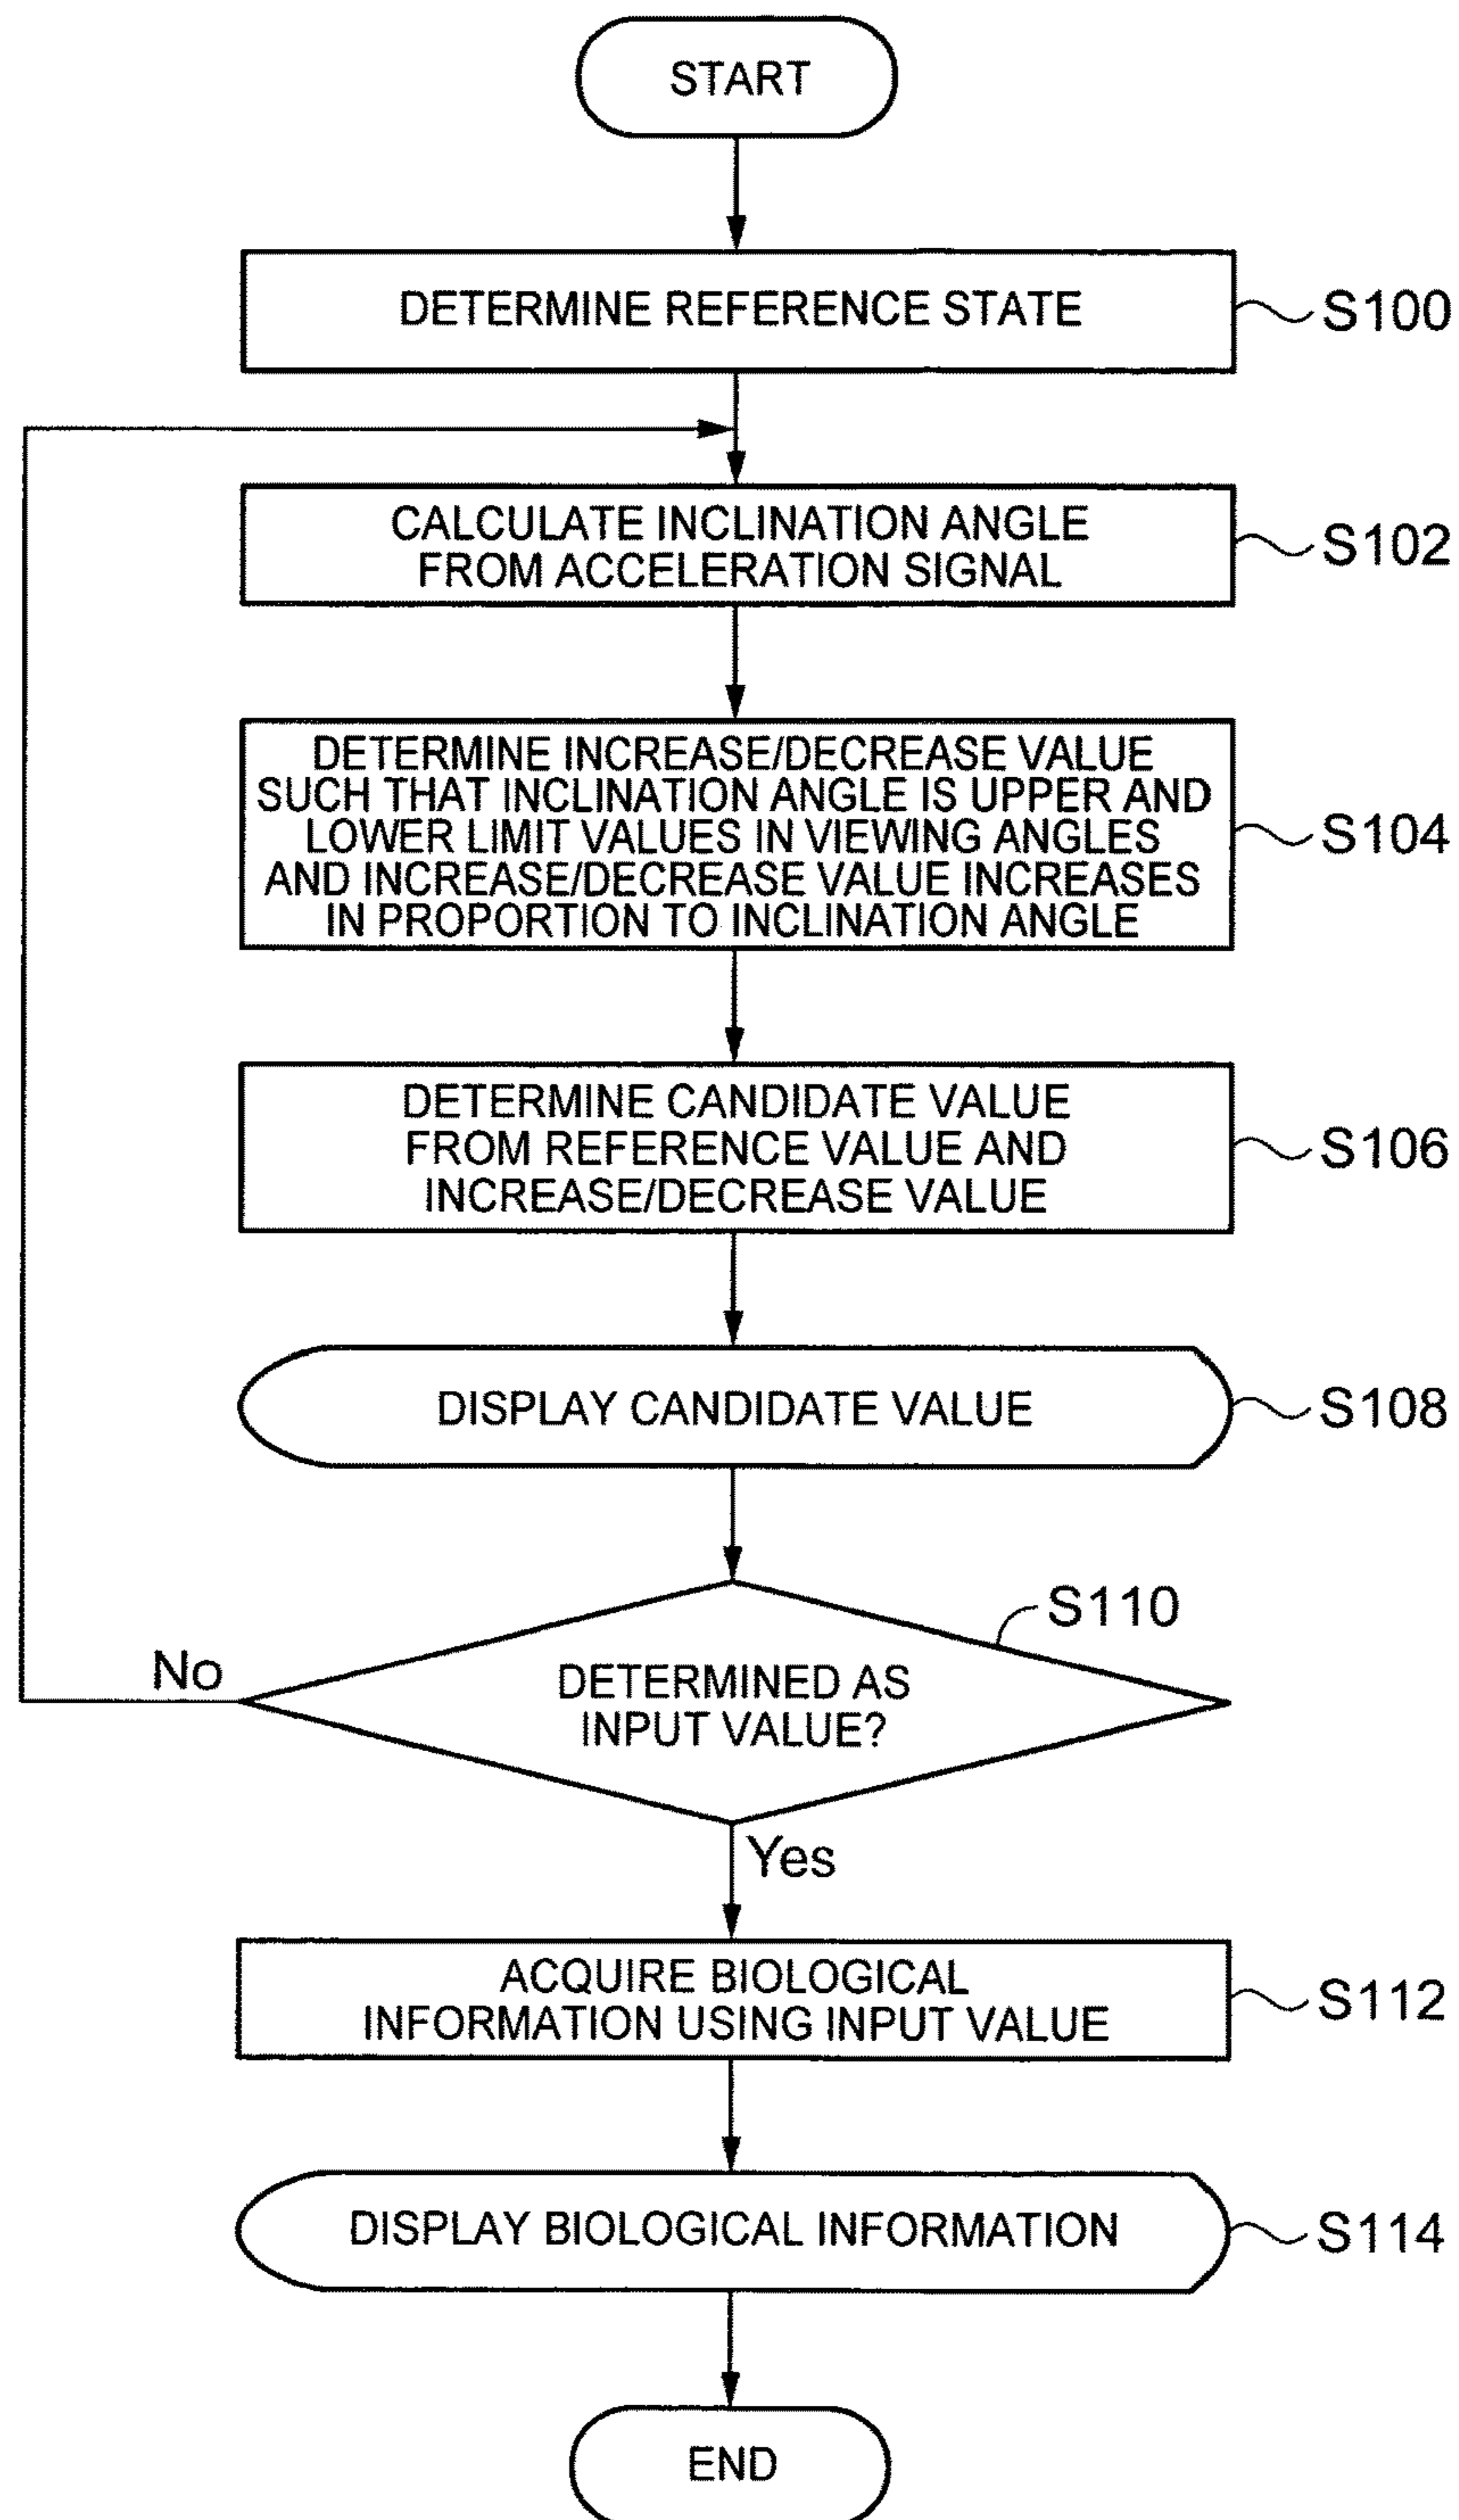 START
DETERMINE REFERENCE STATE
S100
CALCULATE INCLINATION ANGLE
FROM ACCELERATION SIGNAL
S102
DETERMINE INCREASE/DECREASE VALUE
SUCH THAT INCLINATION ANGLE IS UPPER AND
LOWER LIMIT VALUES IN VIEWING ANGLES
AND INCREASE/DECREASE VALUE INCREASES
IN PROPORTION TO INCLINATION ANGLE
S104
DETERMINE CANDIDATE VALUE
FROM REFERENCE VALUE AND
INCREASE/DECREASE VALUE
S106
DISPLAY CANDIDATE VALUE
S108
S110
No
DETERMINED AS
INPUT VALUE?
Yes
ACQUIRE BIOLOGICAL
INFORMATION USING INPUT VALUE
S112
DISPLAY BIOLOGICAL INFORMATION
S114
END